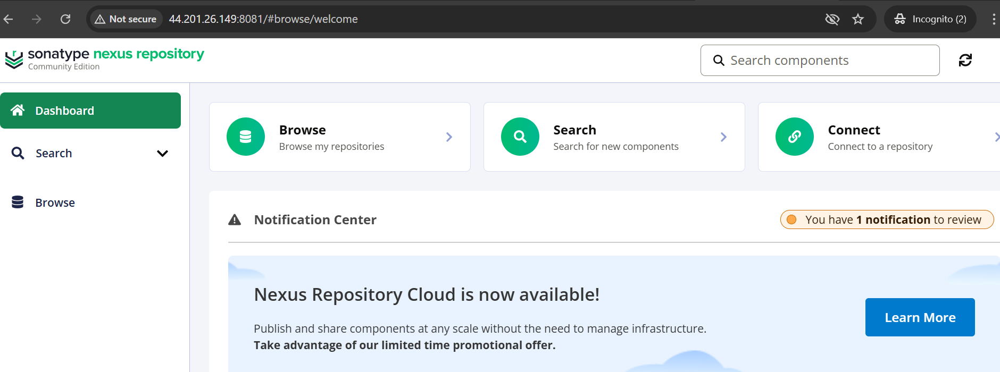 Not secure 44.201.26.149:8081/#browse/welcome Incognito (2)
sonatype nexus repository
Community Edition
Search components
Dashboard
Search
Browse
Browse
Browse my repositories
Search
Search for new components
Connect
Connect to a repository
Notification Center
You have 1 notification to review
Nexus Repository Cloud is now available!
Publish and share components at any scale without the need to manage infrastructure.
Take advantage of our limited time promotional offer.
Learn More